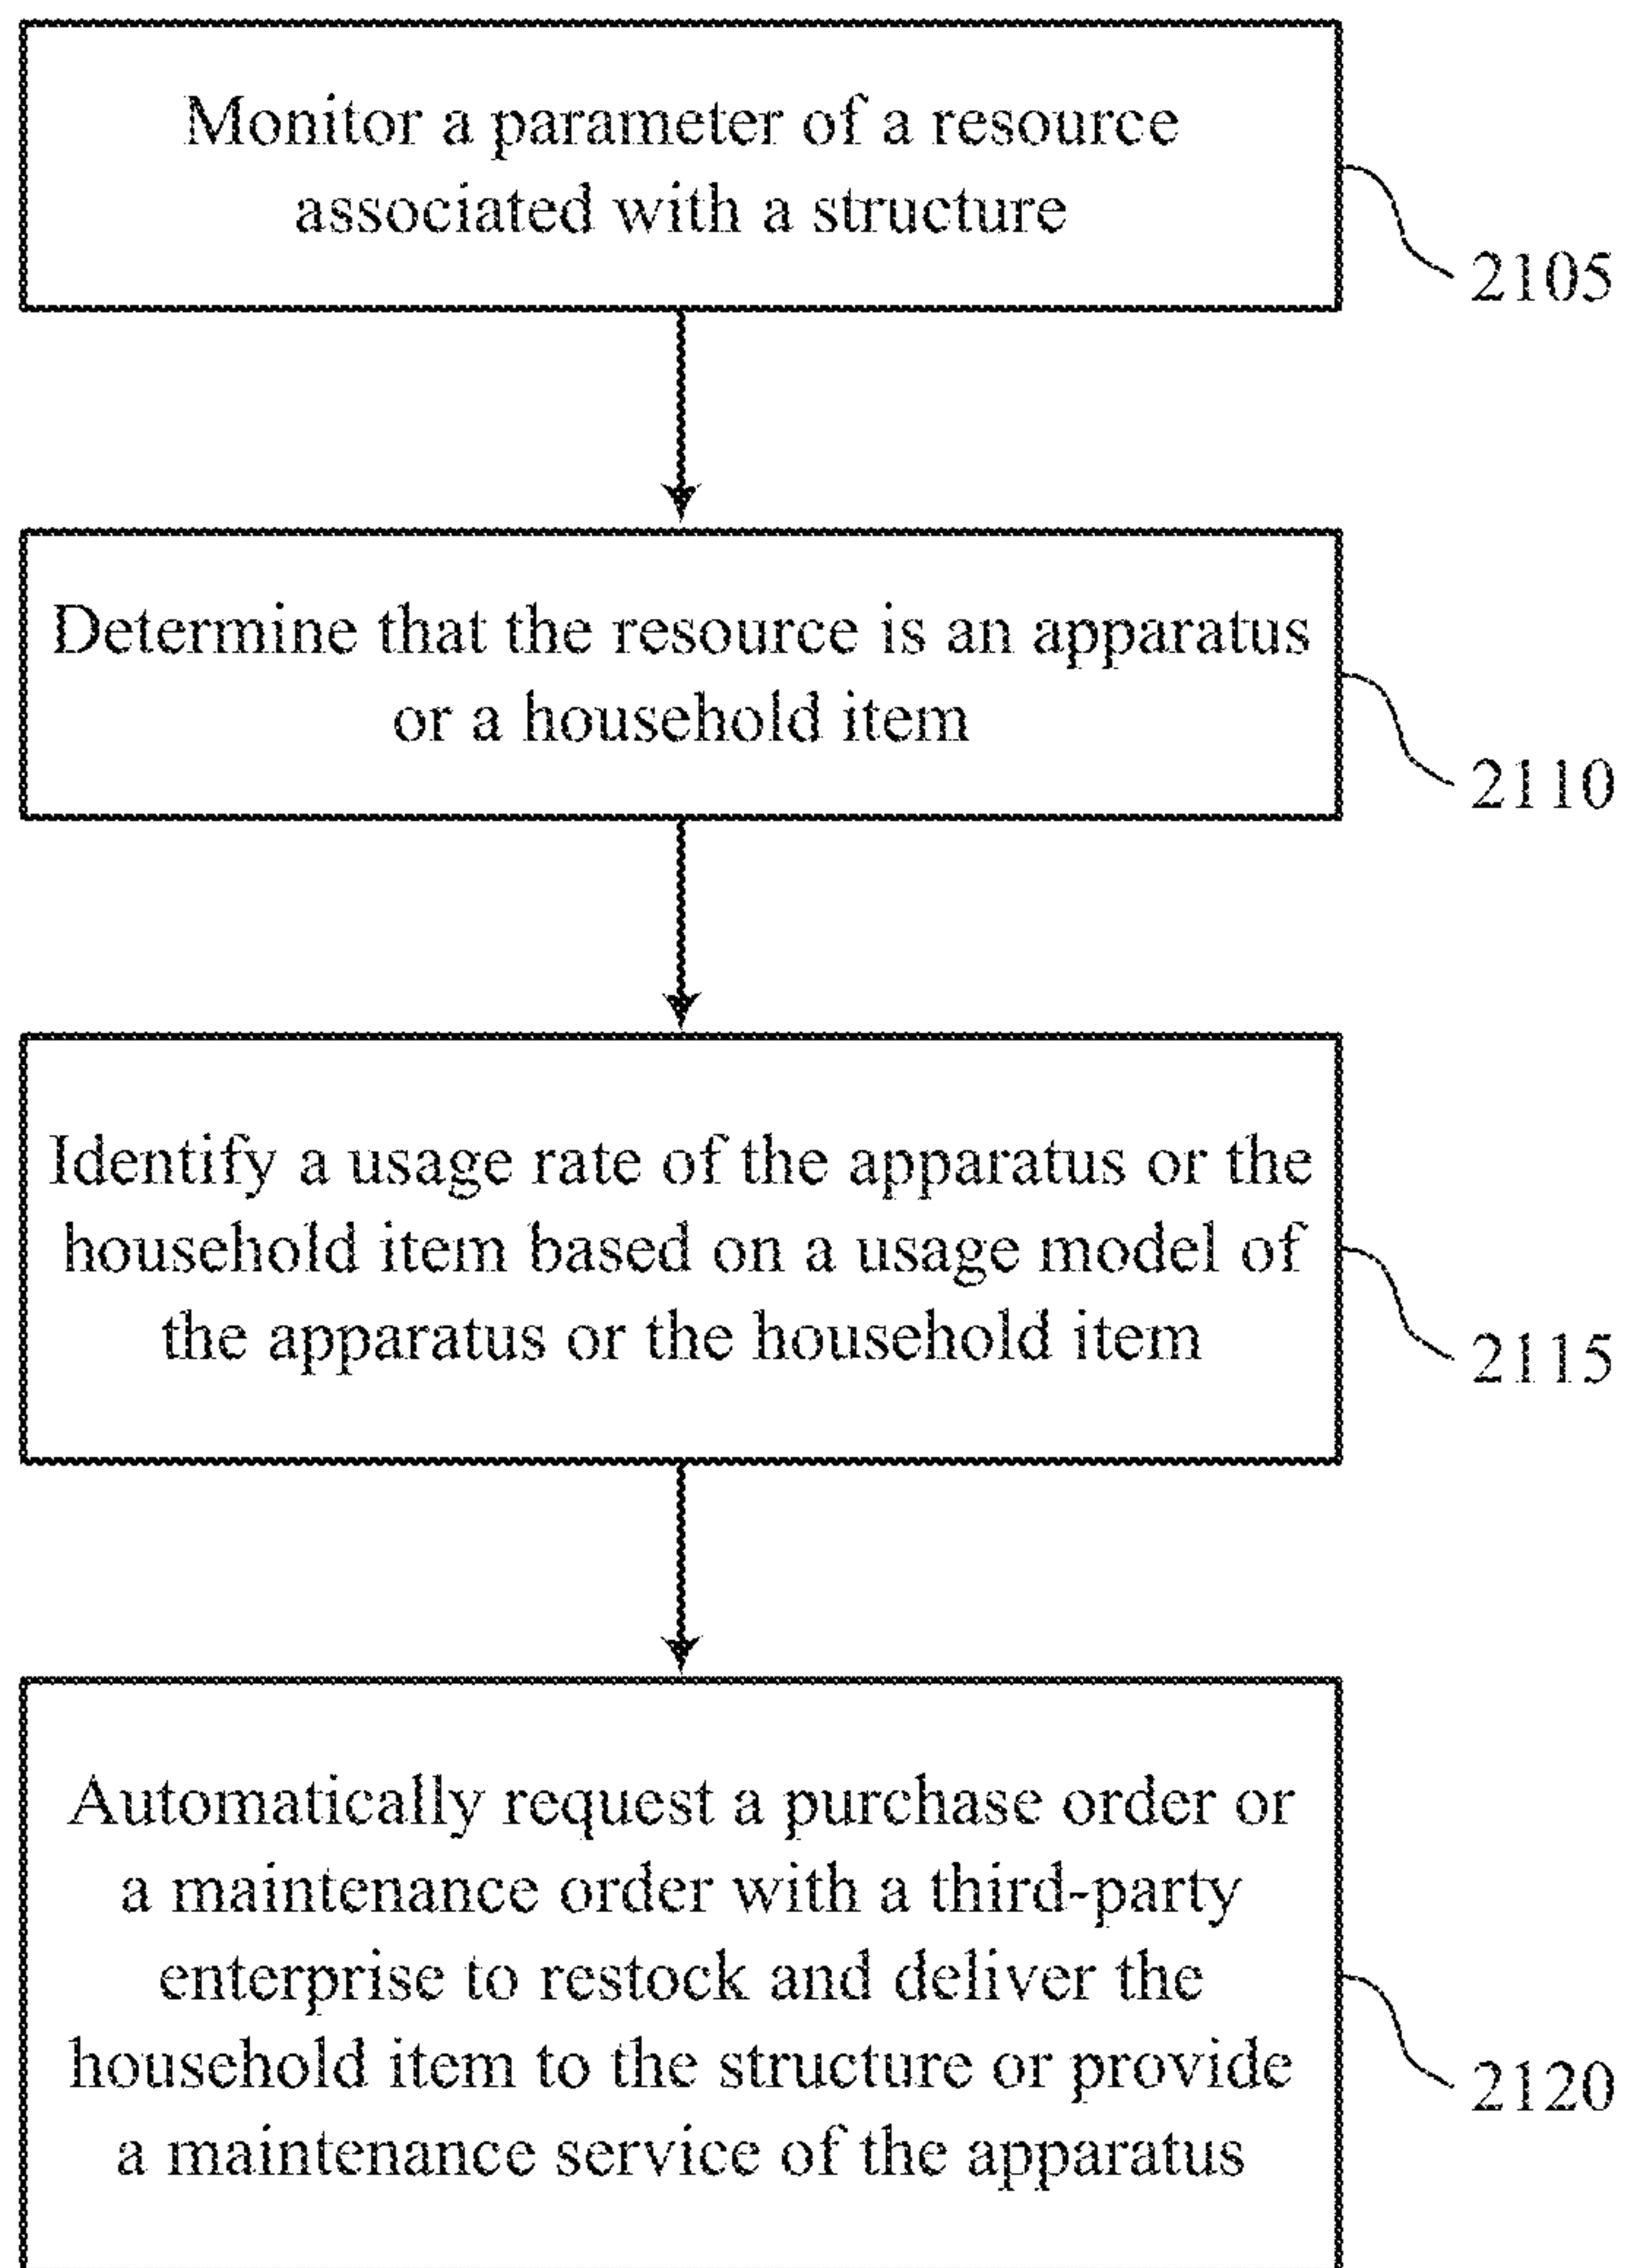 Monitor a parameter of a resource
associated with a structure
2105
Determine that the resource is an apparatus
or a household item
2110
Identify a usage rate of the apparatus or the
household item based on a usage model of
the apparatus or the household item
2115
Automatically request a purchase order or
a maintenance order with a third-party
enterprise to restock and deliver the
household item to the structure or provide
a maintenance service of the apparatus
2120